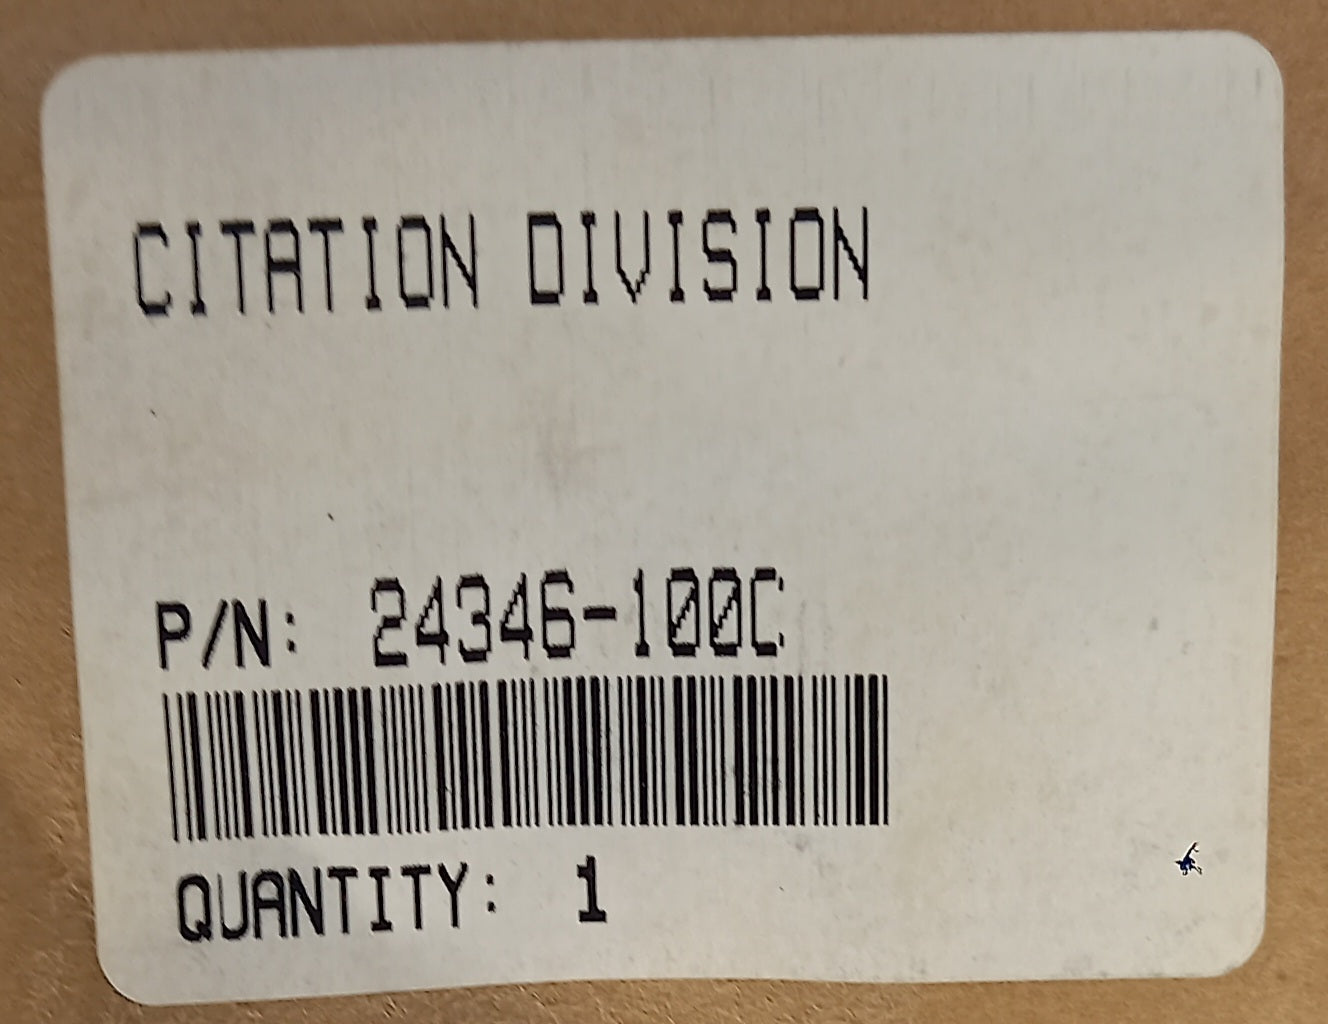 CITATION DIVISION
P/N: 24346-100C
QUANTITY: 1